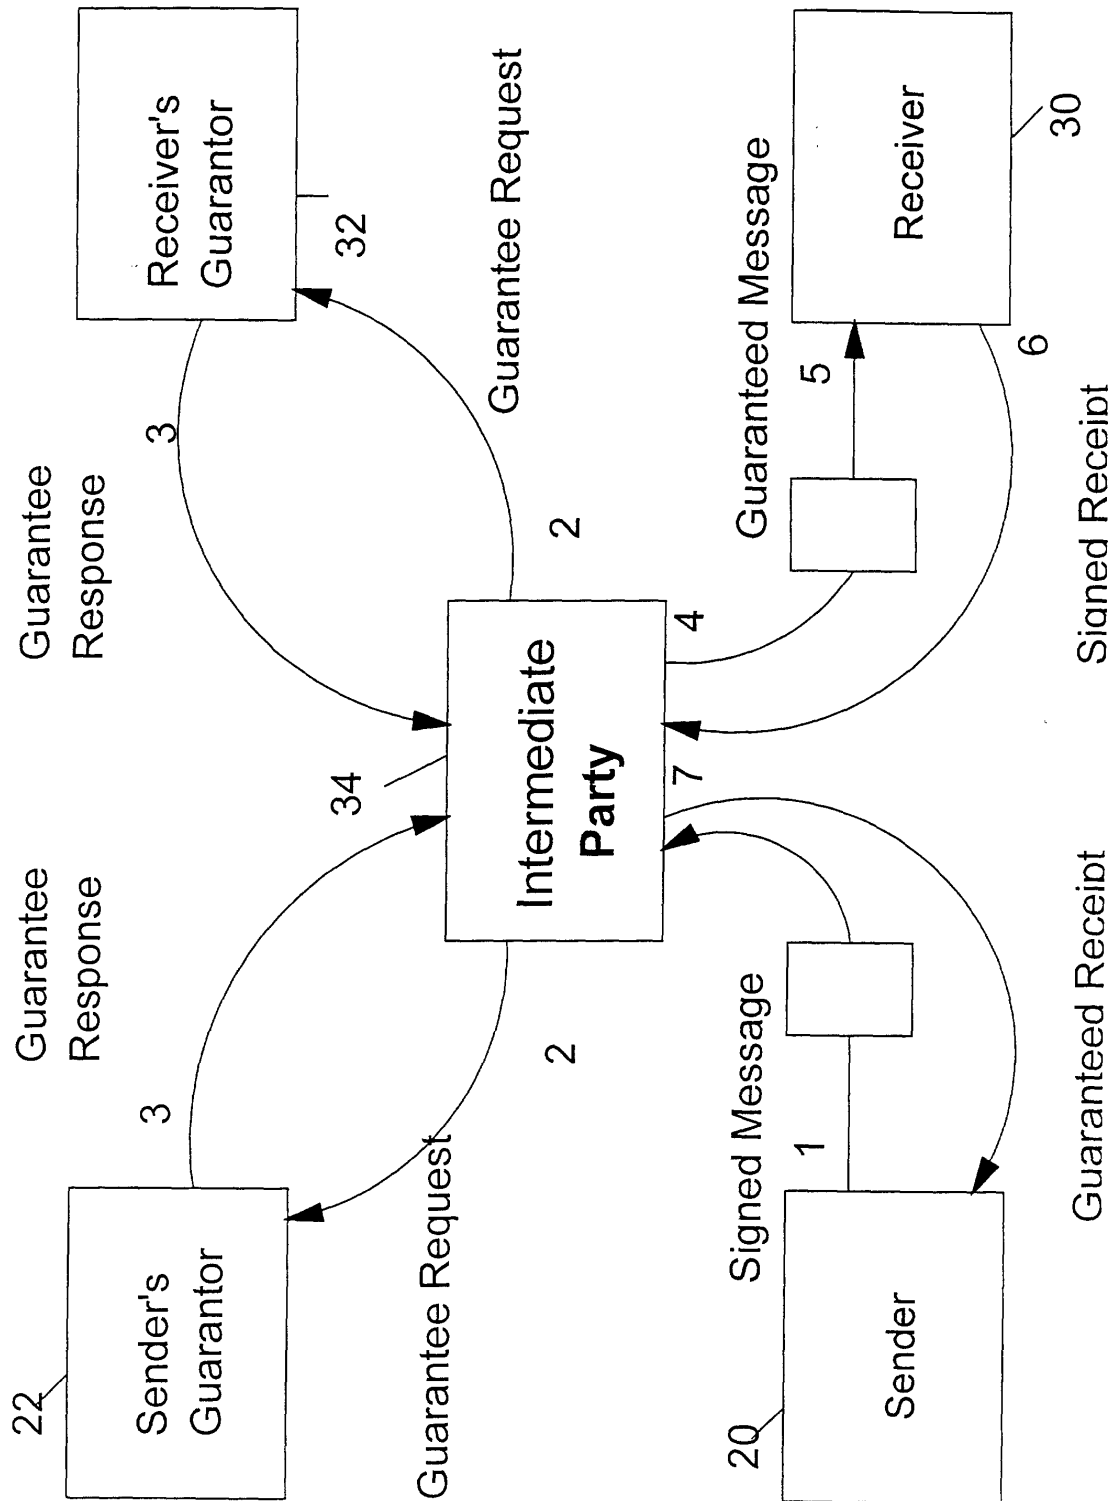 Guarantee
Response
Guarantee
Response
22
Sender's
Guarantor
3
34
3
Receiver's
Guarantor
32
Guarantee Request
2
Intermediate
Party
2
Guarantee Request
20
Sender
Signed Message
1
7
4
Guaranteed Message
5
Receiver
30
6
Guaranteed Receipt
Signed Receipt